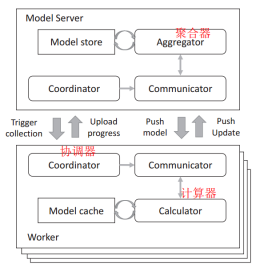 Model Server
聚合器
Model store
Aggregator
Coordinator
Communicator
Trigger
collection
Upload
progress
Push
model
Push
Update
协调器
Coordinator
Communicator
计算器
Model cache
Calculator
Worker